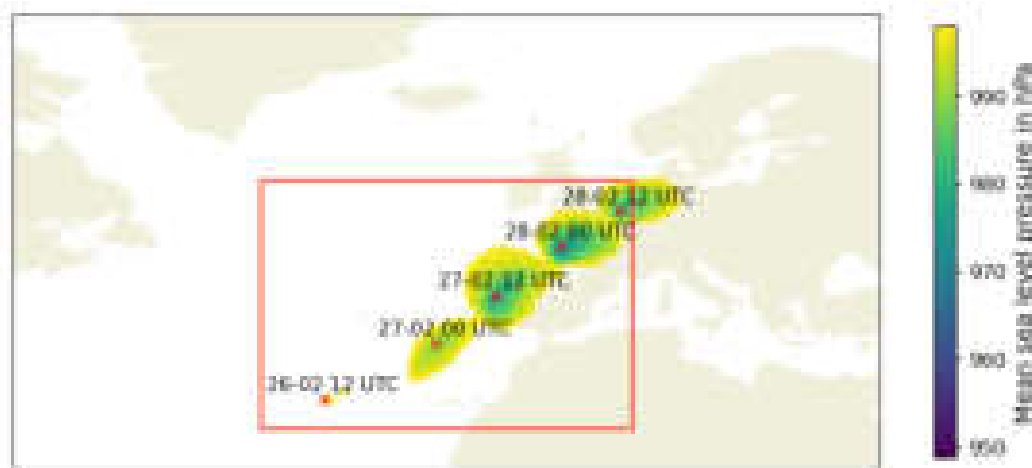 28-02 12 UTC
28-02 00 UTC
27-02 12 UTC
27-02 00 UTC
26-02 12 UTC
990
980
970
960
950
Mean sea level pressure in hPa